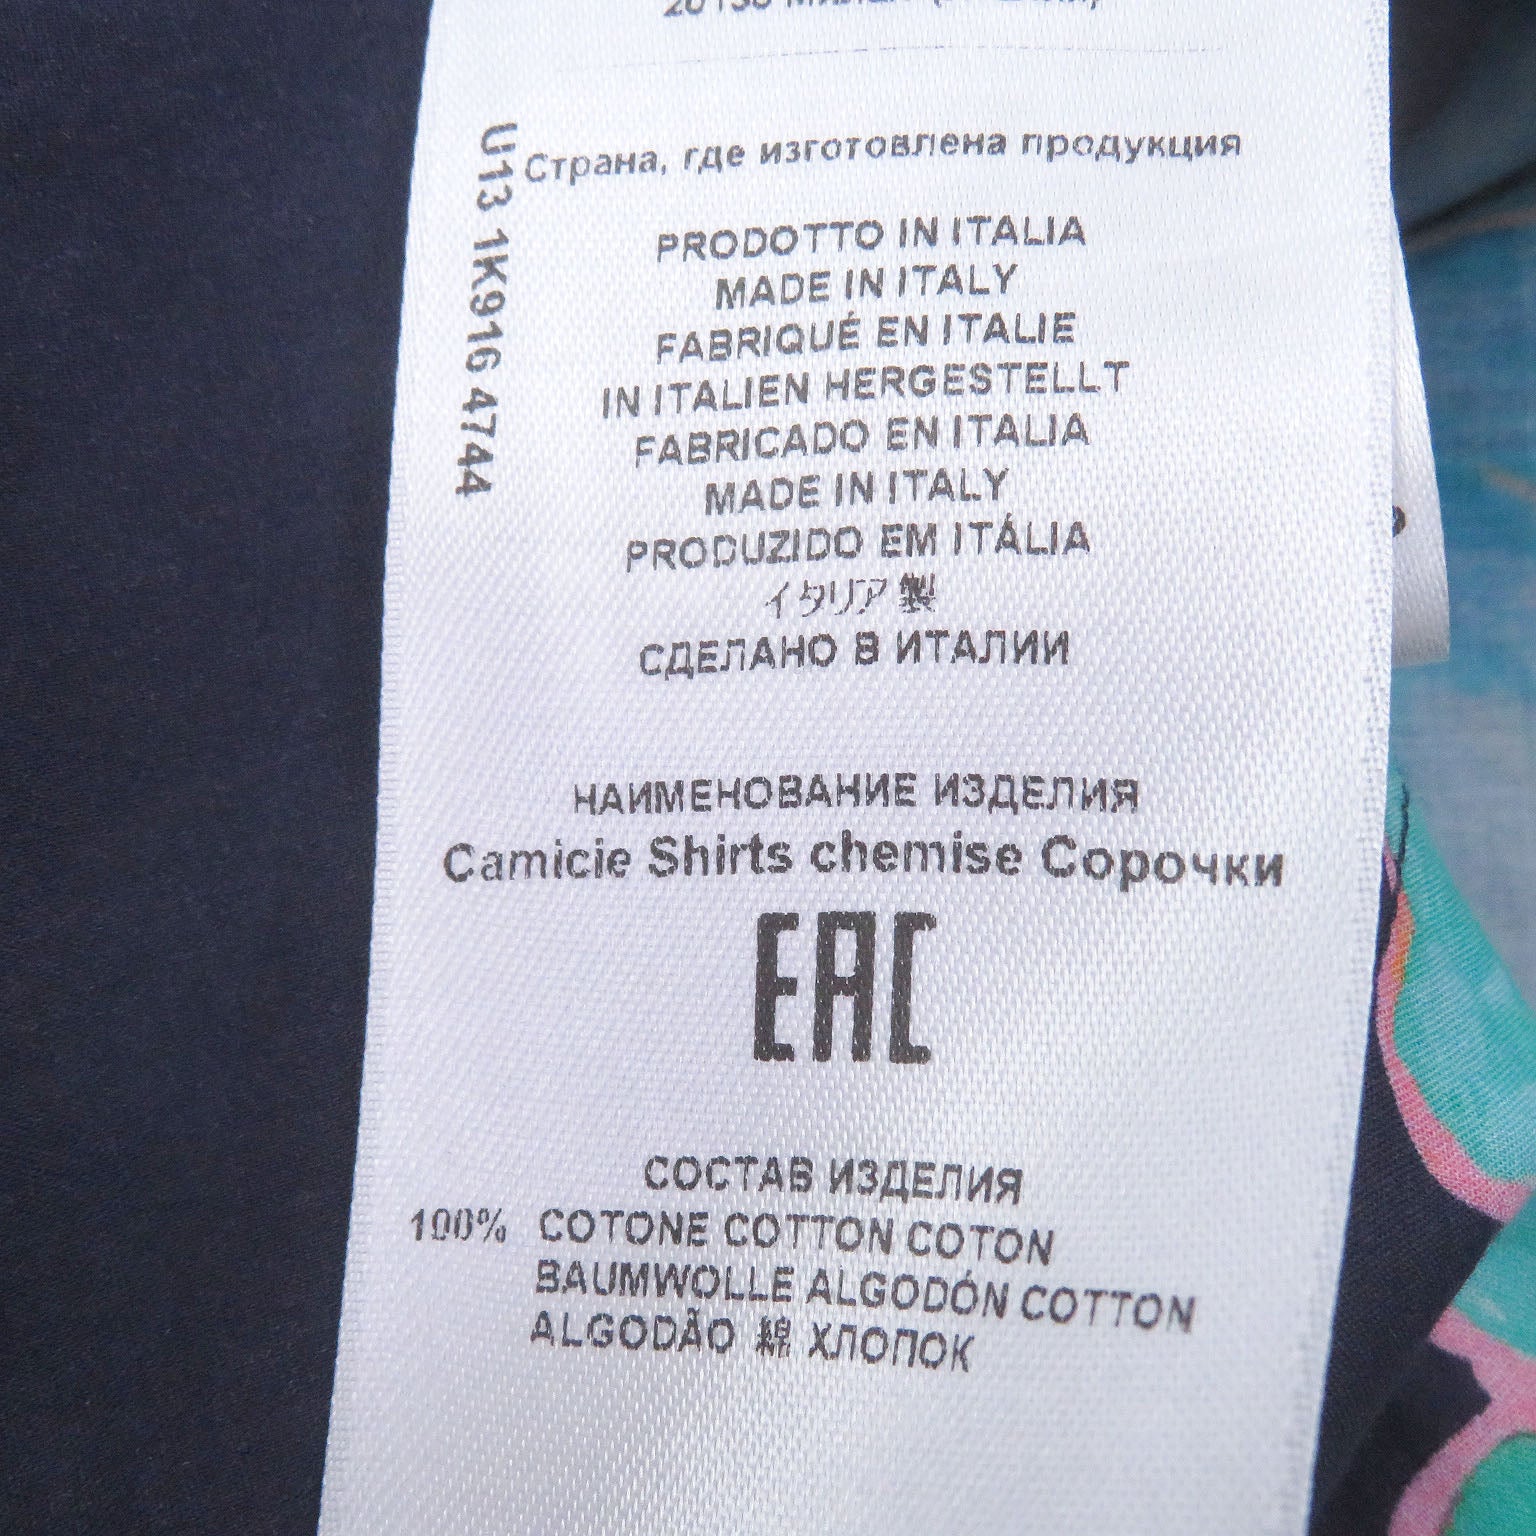 Страна, где изготовлена продукция
U13 1K916 4744
PRODOTTO IN ITALIA
MADE IN ITALY
FABRIQUÉ EN ITALIE
IN ITALIEN HERGESTELLT
FABRICADO EN ITALIA
MADE IN ITALY
PRODUZIDO EM ITÁLIA
イタリア製
СДЕЛАНО В ИТАЛИИ
НАИМЕНОВАНИЕ ИЗДЕЛИЯ
Camicie Shirts chemise Сорочки
EAC
СОСТАВ ИЗДЕЛИЯ
100% COTONE COTTON COTON
BAUMWOLLE ALGODÓN COTTON
ALGODÃO 綿 ХЛОПОК